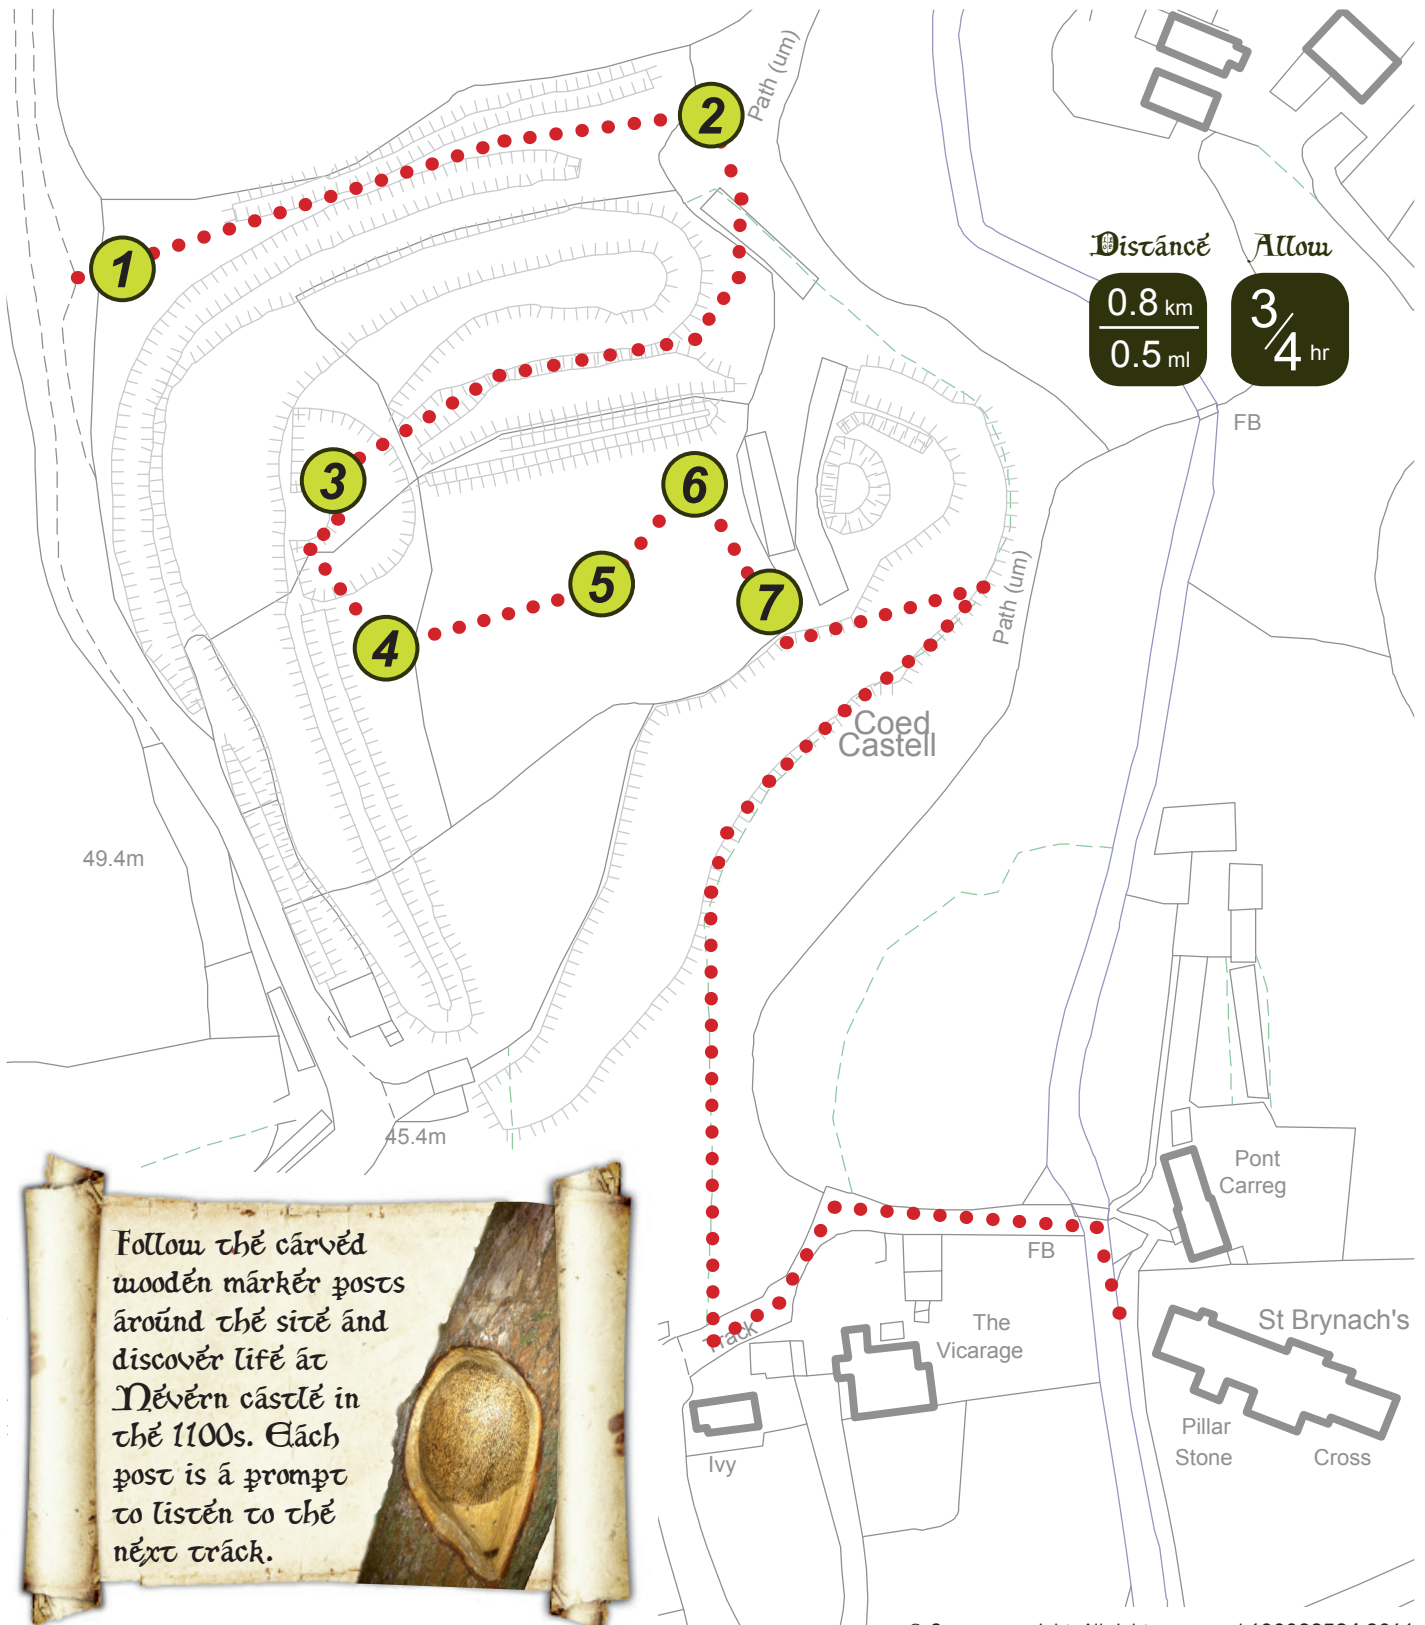 1
2
3
4
5
6
7
Path (um)
Distance
0.8 km
0.5 ml
Allow
3/4 hr
FB
Path (um)
Coed
Castell
49.4m
45.4m
Pont
Carreg
FB
St Brynach's
The
Vicarage
Track
Pillar
Stone
Cross
Ivy
Follow the carved
wooden marker posts
around the site and
discover life at
Nevern castle in
the 1100s. Each
post is a prompt
to listen to the
next track.